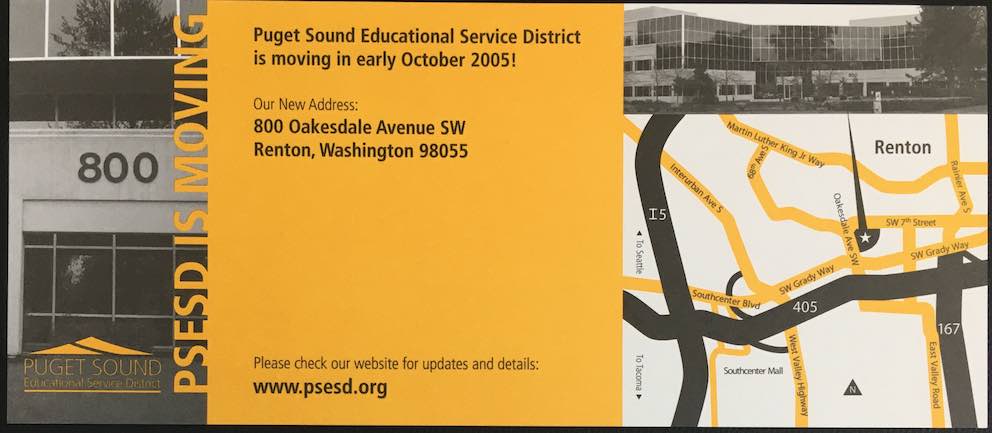 800
PUGET SOUND
Educational Service District
PSESD IS MOVING
Puget Sound Educational Service District
is moving in early October 2005!
Our New Address:
800 Oakesdale Avenue SW
Renton, Washington 98055
Please check our website for updates and details:
www.psesd.org
800
Martin Luther King Jr Way
Renton
68th Ave S
Interurban Ave S
Rainier Ave S
I5
Oakesdale Ave SW
SW 7th Street
◄ To Seattle
SW Grady Way
SW Grady Way
Southcenter Blvd
405
167
To Tacoma ►
Southcenter Mall
West Valley Highway
N
East Valley Road